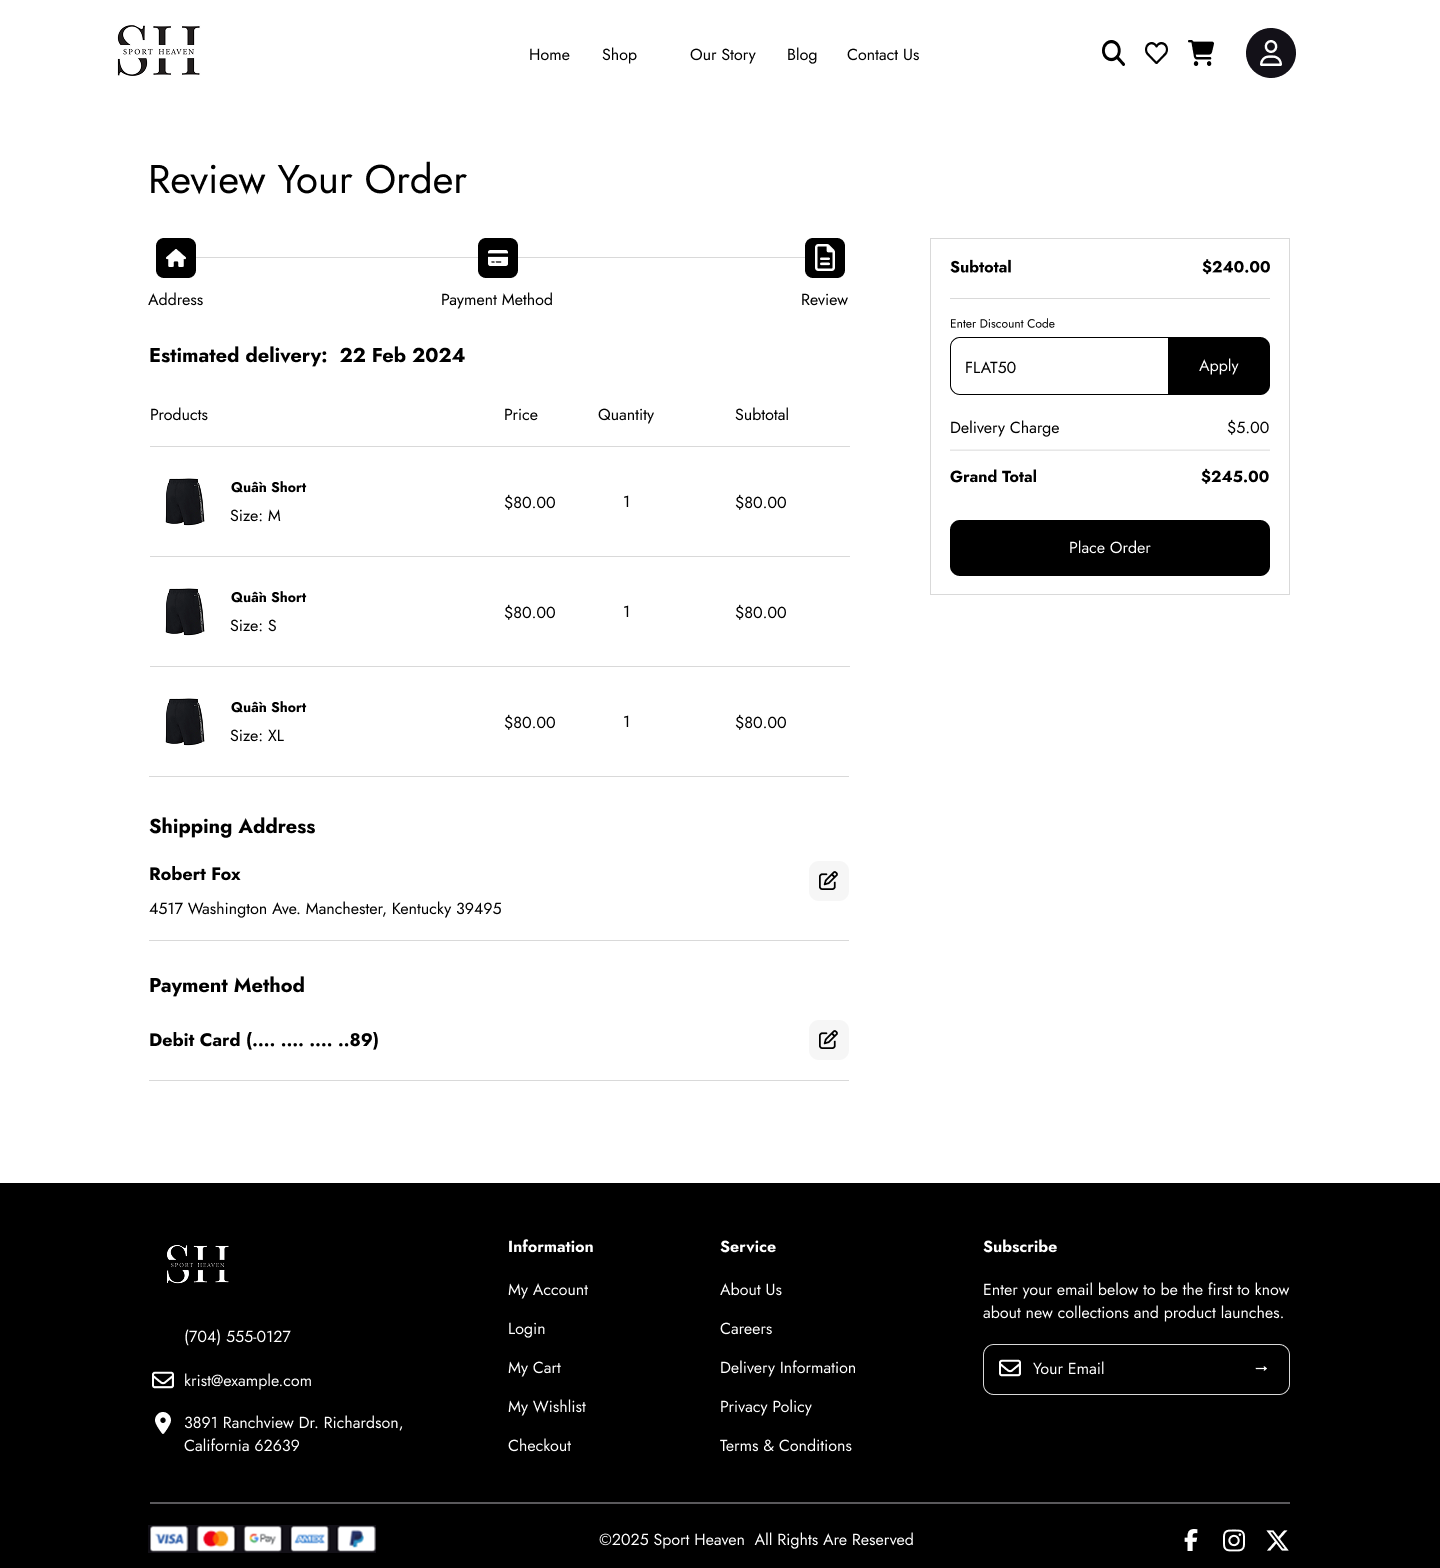 SH
SPORT HEAVEN
Home Shop Our Story Blog Contact Us
Review Your Order
Address Payment Method Review
Estimated delivery: 22 Feb 2024
Products Price Quantity Subtotal
Quần Short
Size: M
$80.00 1 $80.00
Quần Short
Size: S
$80.00 1 $80.00
Quần Short
Size: XL
$80.00 1 $80.00
Shipping Address
Robert Fox
4517 Washington Ave. Manchester, Kentucky 39495
Payment Method
Debit Card (.... .... .... ..89)
Subtotal $240.00
Enter Discount Code
FLAT50 Apply
Delivery Charge $5.00
Grand Total $245.00
Place Order
SH
SPORT HEAVEN
(704) 555-0127
krist@example.com
3891 Ranchview Dr. Richardson,
California 62639
Information
My Account
Login
My Cart
My Wishlist
Checkout
Service
About Us
Careers
Delivery Information
Privacy Policy
Terms & Conditions
Subscribe
Enter your email below to be the first to know
about new collections and product launches.
Your Email →
VISA G Pay AMEX
©2025 Sport Heaven All Rights Are Reserved